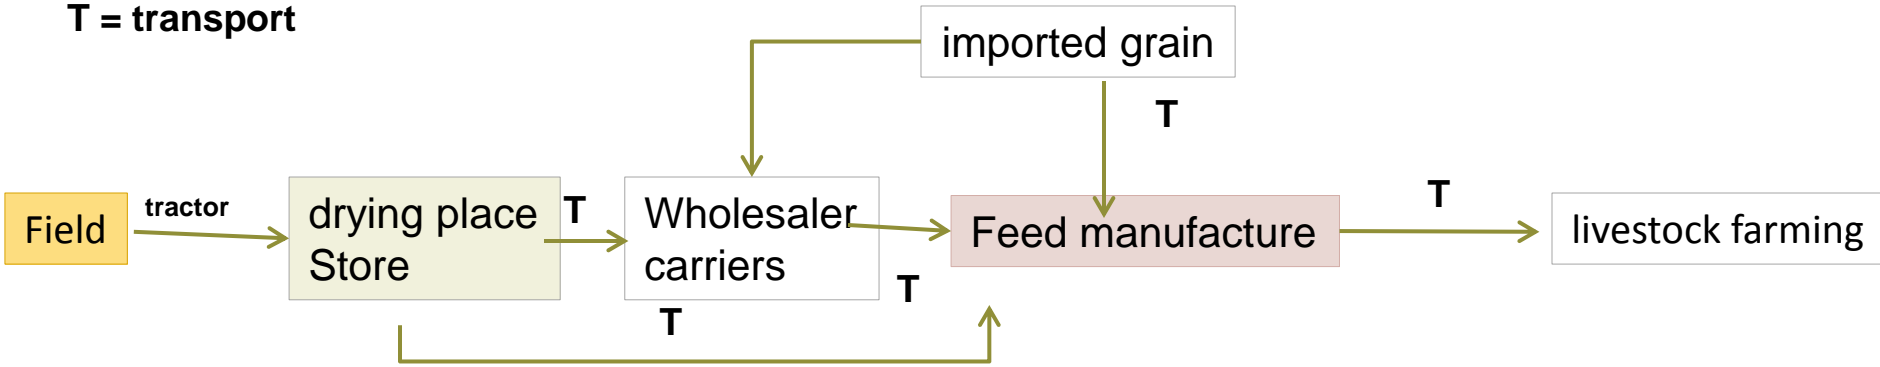 T = transport
imported grain
T
Field
tractor
drying place
Store
T
Wholesaler
carriers
T
T
Feed manufacture
T
livestock farming